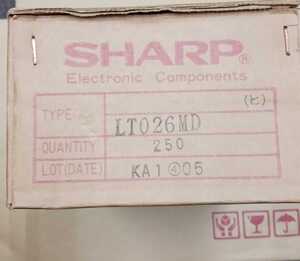 SHARP®
Electronic Components
(ヒ)
TYPE LT026MD
QUANTITY 250
LOT(DATE) KA1④05